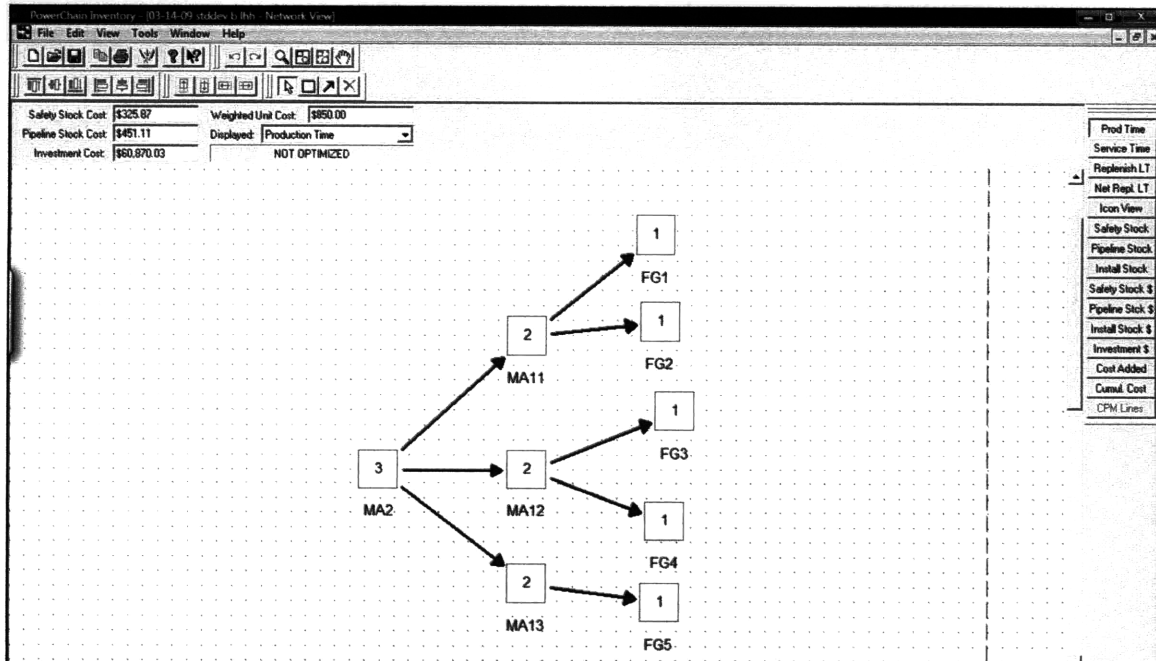 PowerChain Inventory - [03-14-09 stddev b lhh - Network View]
File Edit View Tools Window Help
Safety Stock Cost: $325.87 Weighted Unit Cost: $850.00
Pipeline Stock Cost: $451.11 Displayed: Production Time
Investment Cost: $60,870.03 NOT OPTIMIZED
Prod Time
Service Time
Replenish LT
Net Repl. LT
Icon View
Safety Stock
Pipeline Stock
Install Stock
Safety Stock $
Pipeline Stck $
Install Stock $
Investment $
Cost Added
Cumul. Cost
CPM Lines
1
FG1
1
FG2
2
MA11
1
FG3
3
MA2
2
MA12
1
FG4
2
MA13
1
FG5